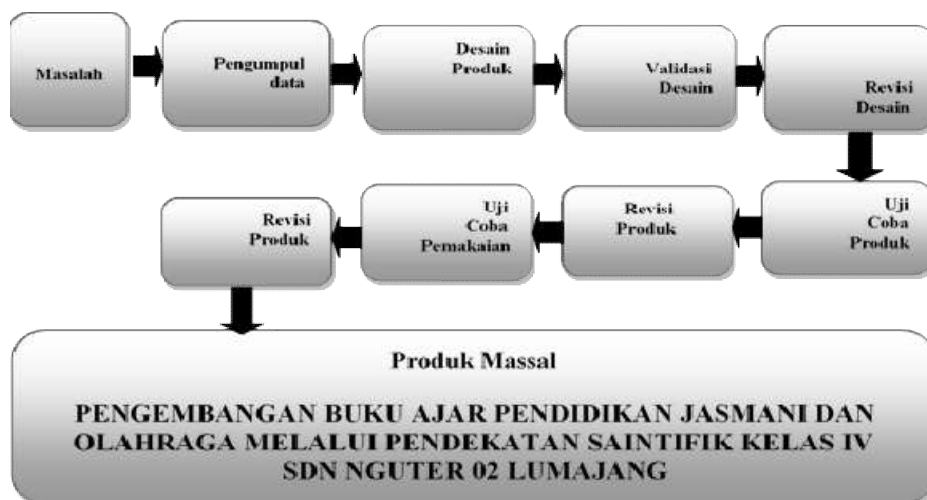 Masalah
Pengumpul
data
Desain
Produk
Validasi
Desain
Revisi
Desain
Uji
Coba
Produk
Revisi
Produk
Uji
Coba
Pemakaian
Revisi
Produk
Produk Massal
PENGEMBANGAN BUKU AJAR PENDIDIKAN JASMANI DAN
OLAHRAGA MELALUI PENDEKATAN SAINTIFIK KELAS IV
SDN NGUTER 02 LUMAJANG